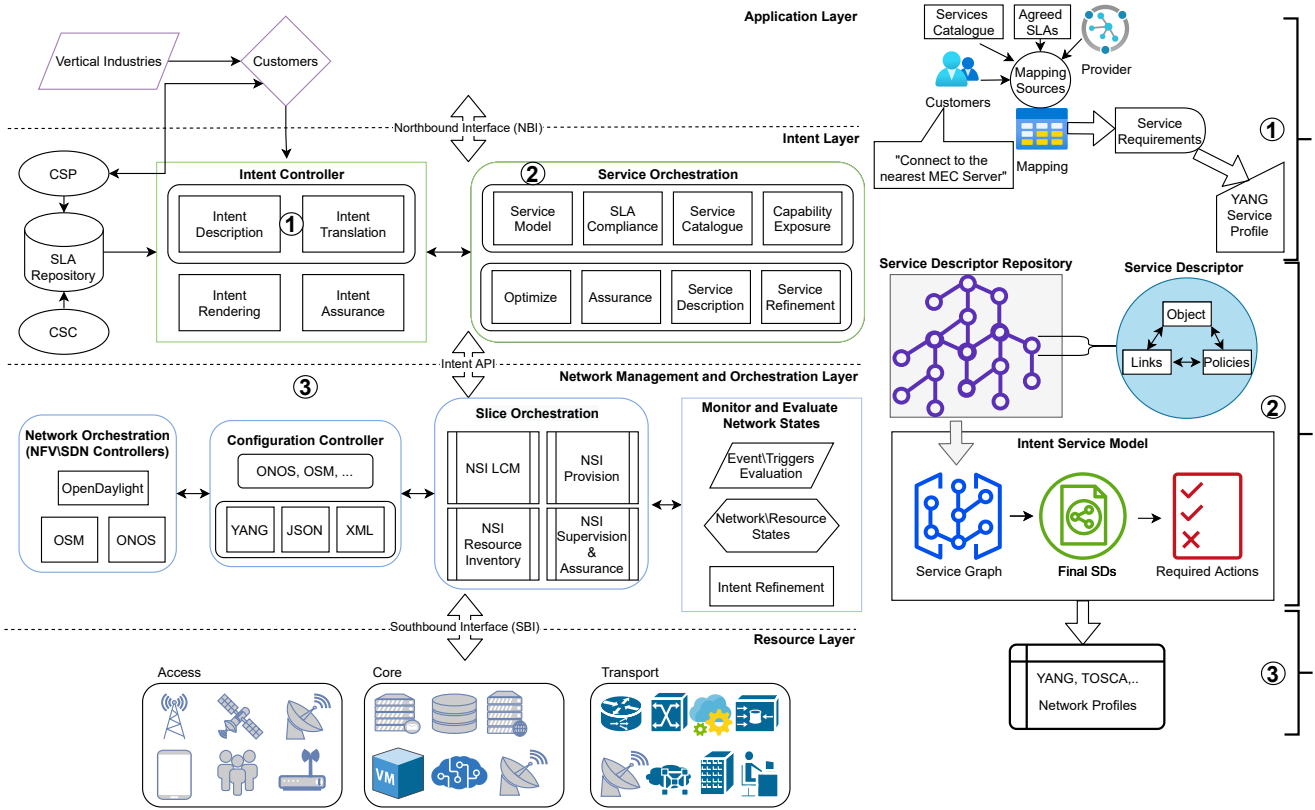 Application Layer
Vertical Industries
Customers
Northbound Interface (NBI)
Intent Layer
CSP
SLA
Repository
CSC
Intent Controller
Intent
Description
1
Intent
Translation
Intent
Rendering
Intent
Assurance
2
Service Orchestration
Service
Model
SLA
Compliance
Service
Catalogue
Capability
Exposure
Optimize
Assurance
Service
Description
Service
Refinement
Intent API
Network Management and Orchestration Layer
3
Network Orchestration
(NFV\SDN Controllers)
OpenDaylight
OSM
ONOS
Configuration Controller
ONOS, OSM, ...
YANG
JSON
XML
Slice Orchestration
NSI LCM
NSI
Provision
NSI
Resource
Inventory
NSI
Supervision
&
Assurance
Monitor and Evaluate
Network States
Event\Triggers
Evaluation
Network\Resource
States
Intent Refinement
Southbound Interface (SBI)
Resource Layer
Access
Core
VM
Transport
Services
Catalogue
Agreed
SLAs
Provider
Mapping
Sources
Customers
"Connect to the
nearest MEC Server"
Mapping
Service
Requirements
YANG
Service
Profile
1
Service Descriptor Repository
Service Descriptor
Object
Links
Policies
2
Intent Service Model
Service Graph
Final SDs
Required Actions
YANG, TOSCA,..
Network Profiles
3